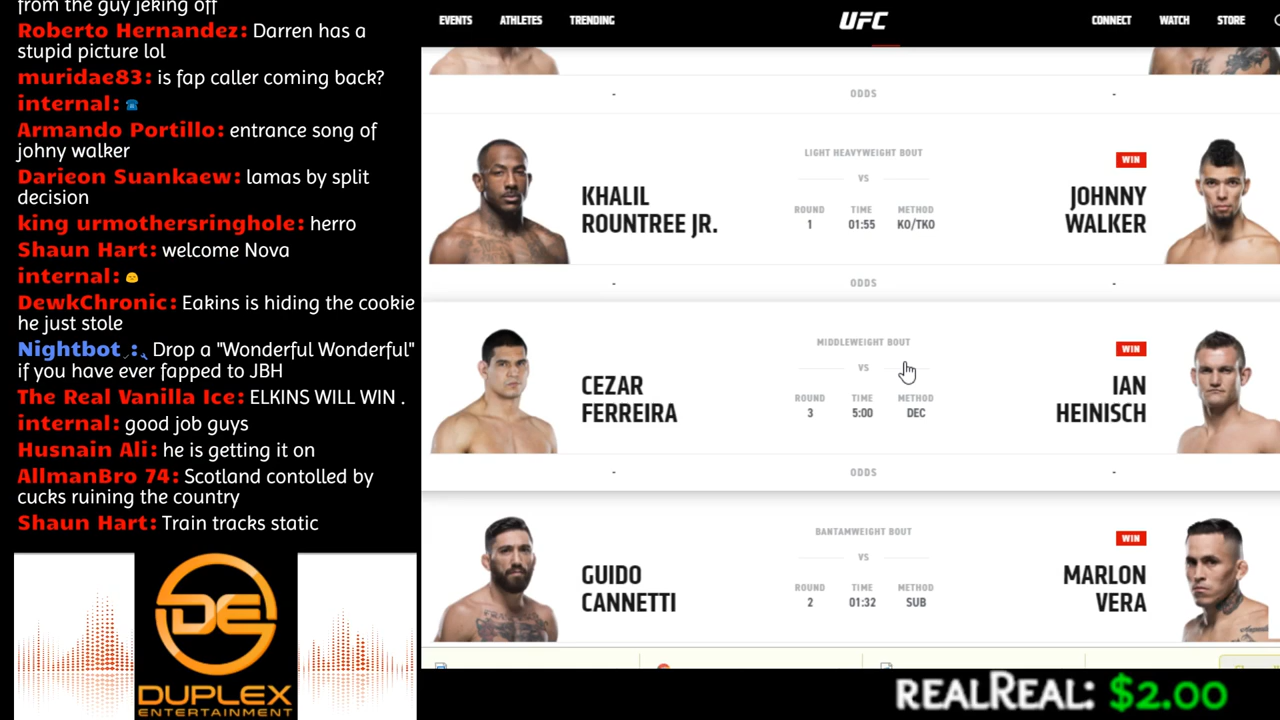 from the guy jeking off
Roberto Hernandez: Darren has a
stupid picture lol
muridae83: is fap caller coming back?
internal:
Armando Portillo: entrance song of
johny walker
Darieon Suankaew: lamas by split
decision
king urmothersringhole: herro
Shaun Hart: welcome Nova
internal:
DewkChronic: Eakins is hiding the cookie
he just stole
Nightbot : Drop a "Wonderful Wonderful"
if you have ever fapped to JBH
The Real Vanilla Ice: ELKINS WILL WIN .
internal: good job guys
Husnain Ali: he is getting it on
AllmanBro 74: Scotland contolled by
cucks ruining the country
Shaun Hart: Train tracks static
DE
DUPLEX
ENTERTAINMENT
EVENTS ATHLETES TRENDING UFC CONNECT WATCH STORE
- ODDS -
LIGHT HEAVYWEIGHT BOUT
WIN
VS
KHALIL
ROUNTREE JR.
ROUND TIME METHOD
1 01:55 KO/TKO
JOHNNY
WALKER
- ODDS -
MIDDLEWEIGHT BOUT
WIN
VS
CEZAR
FERREIRA
ROUND TIME METHOD
3 5:00 DEC
IAN
HEINISCH
- ODDS -
BANTAMWEIGHT BOUT
WIN
VS
GUIDO
CANNETTI
ROUND TIME METHOD
2 01:32 SUB
MARLON
VERA
REALREAL: $2.00